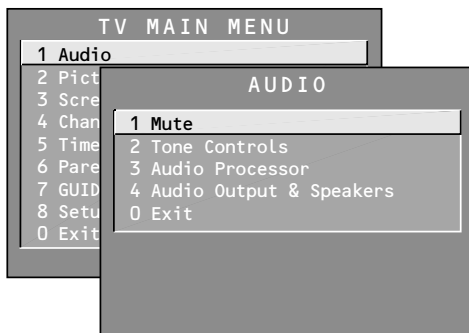 TV MAIN MENU
1 Audio
2 Pict
3 Scre
4 Chan
5 Time
6 Pare
7 GUID
8 Setu
0 Exit
AUDIO
1 Mute
2 Tone Controls
3 Audio Processor
4 Audio Output & Speakers
0 Exit